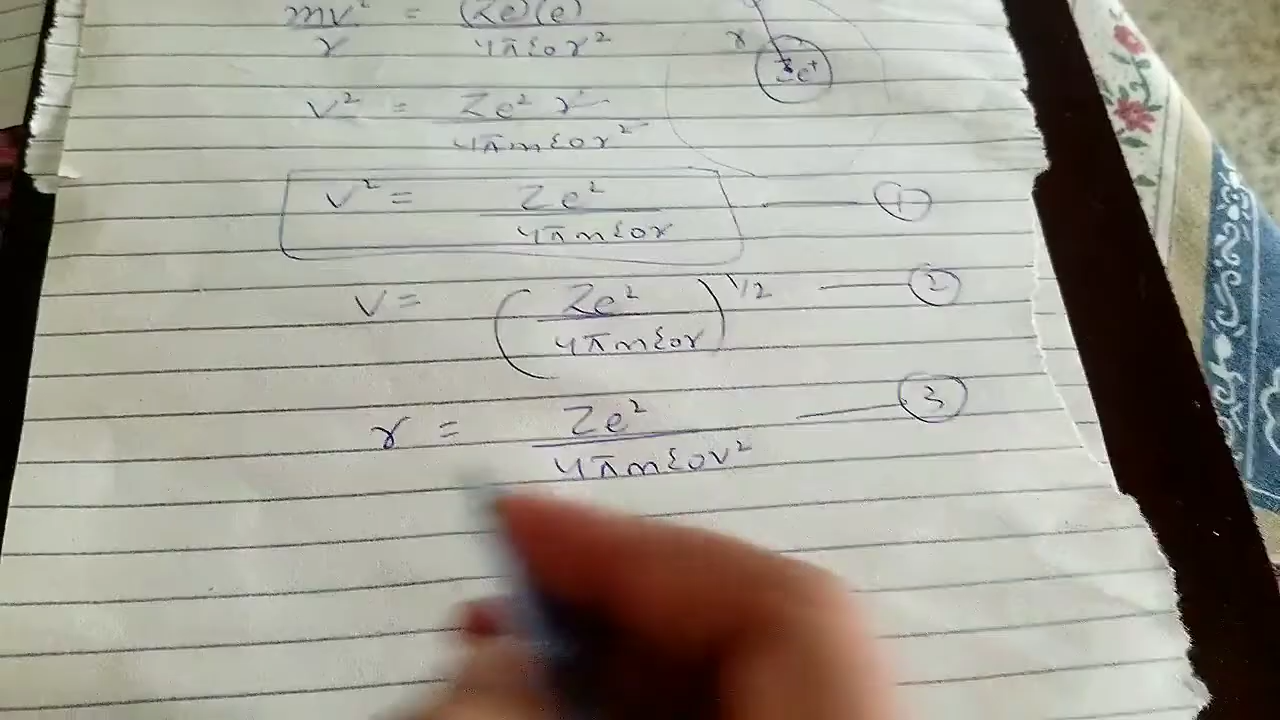 mv²/r = (Ze)(e)/4πε0r²
r
Ze⁺
v² = Ze² r/4πmε0r²
v² = Ze²/4πmε0r — 1
v = (Ze²/4πmε0r)^1/2 — 2
r = Ze²/4πmε0v² — 3